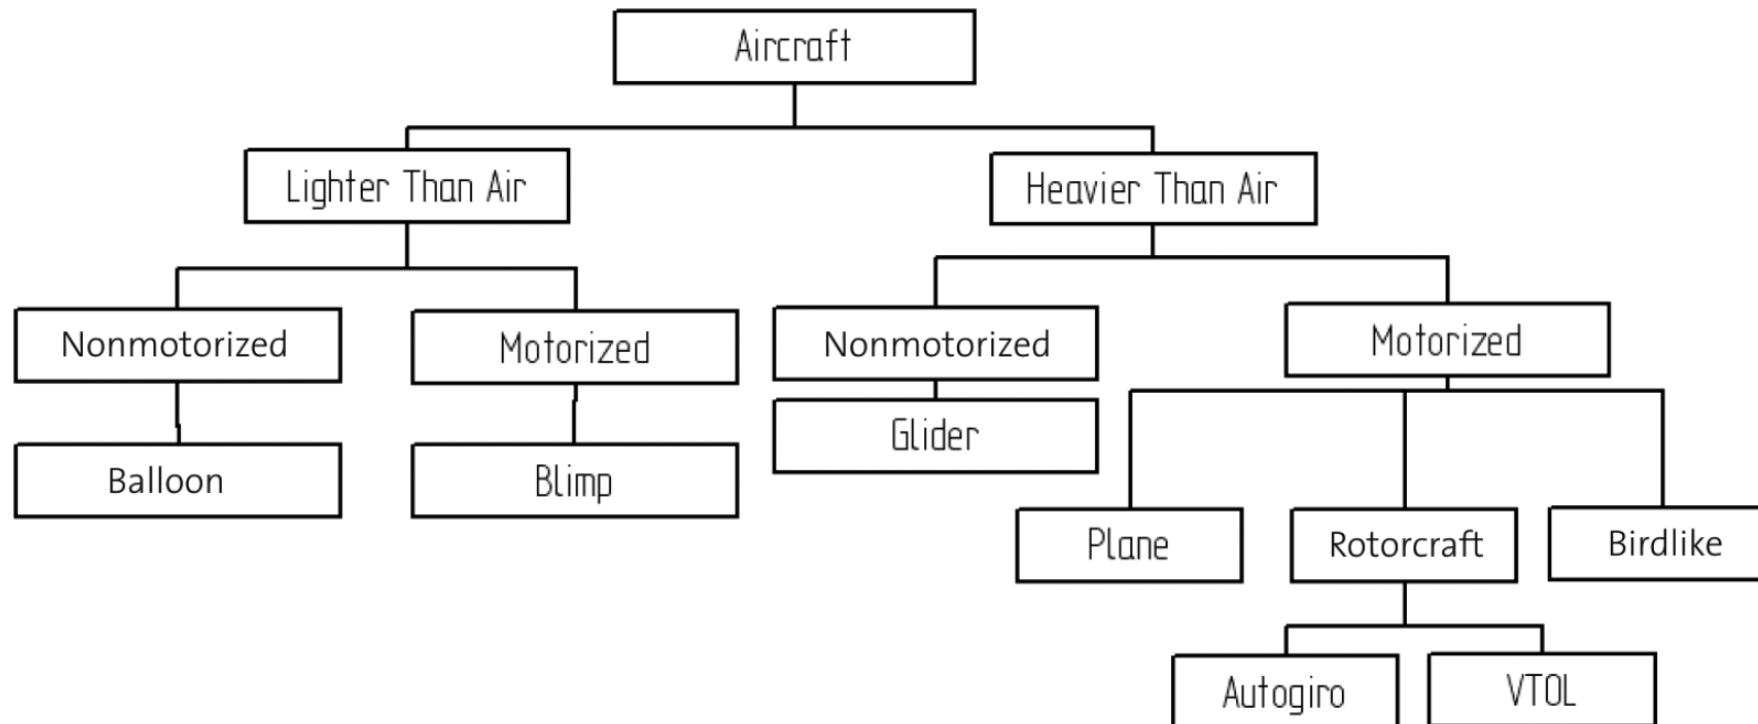 Aircraft
Lighter Than Air
Heavier Than Air
Nonmotorized
Motorized
Nonmotorized
Motorized
Balloon
Blimp
Glider
Plane
Rotorcraft
Birdlike
Autogiro
VTOL